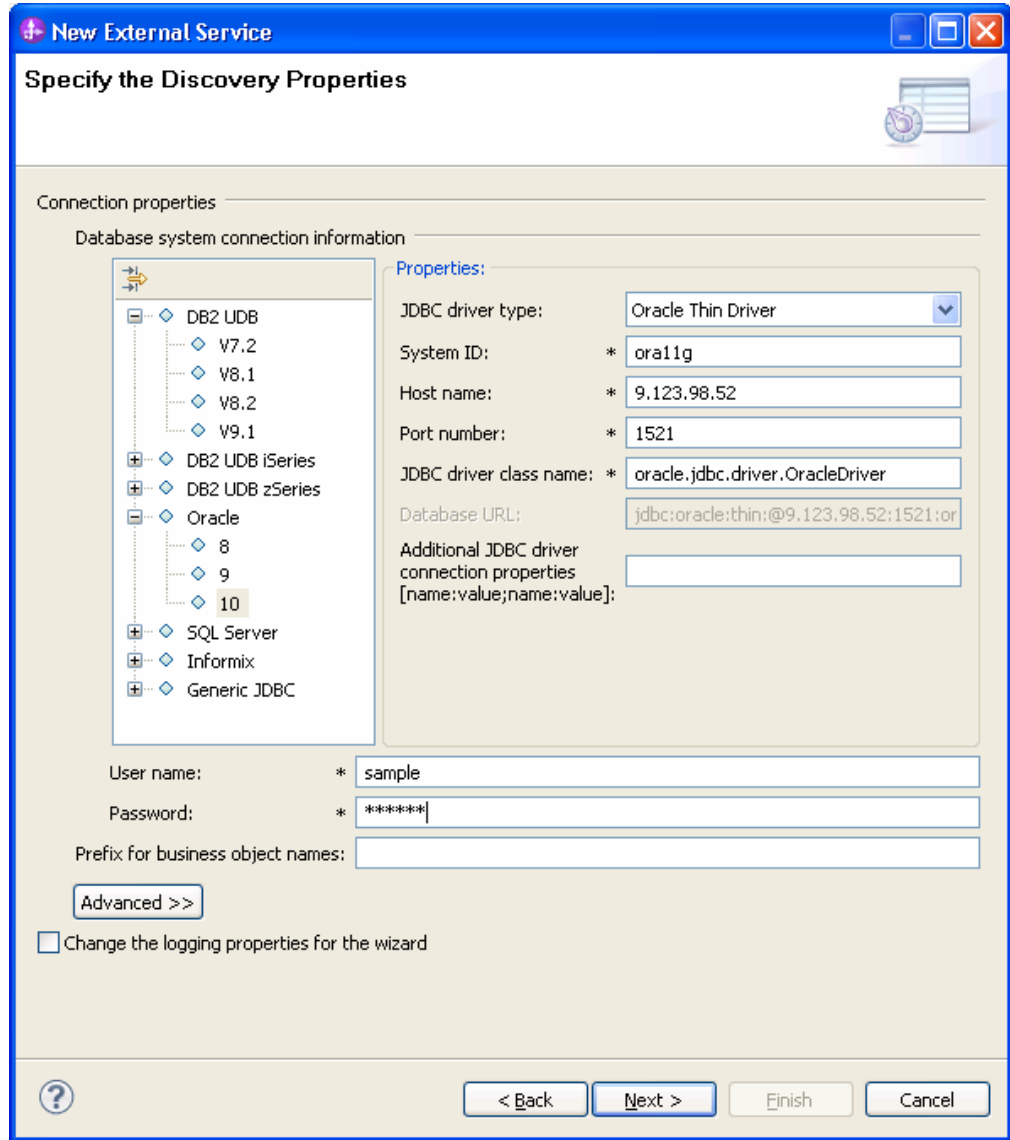 New External Service
Specify the Discovery Properties
Connection properties
Database system connection information
DB2 UDB
V7.2
V8.1
V8.2
V9.1
DB2 UDB iSeries
DB2 UDB zSeries
Oracle
8
9
10
SQL Server
Informix
Generic JDBC
Properties:
JDBC driver type: Oracle Thin Driver
System ID: * ora11g
Host name: * 9.123.98.52
Port number: * 1521
JDBC driver class name: * oracle.jdbc.driver.OracleDriver
Database URL: jdbc:oracle:thin:@9.123.98.52:1521:or
Additional JDBC driver
connection properties
[name:value;name:value]:
User name: * sample
Password: * ******
Prefix for business object names:
Advanced >>
Change the logging properties for the wizard
? < Back Next > Finish Cancel